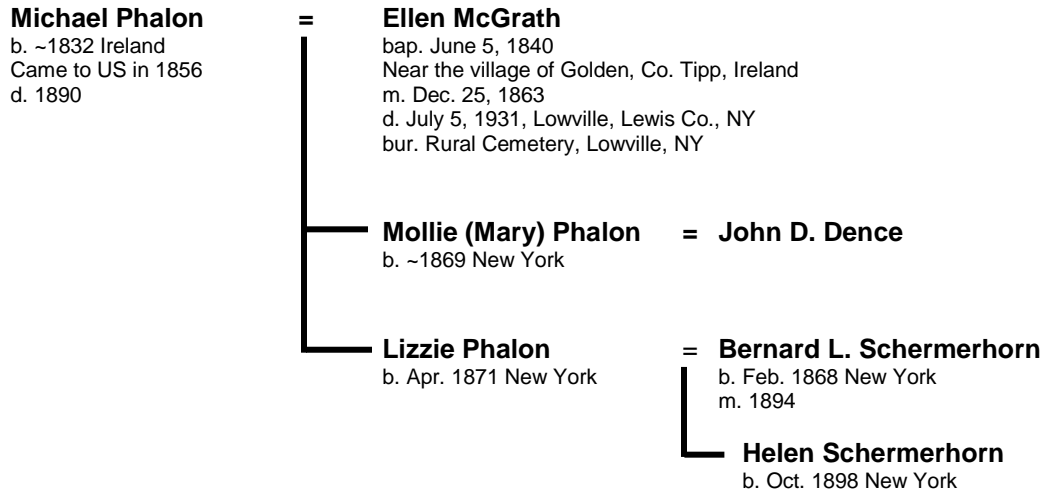 Michael Phalon = Ellen McGrath
b. ~1832 Ireland
Came to US in 1856
d. 1890
bap. June 5, 1840
Near the village of Golden, Co. Tipp, Ireland
m. Dec. 25, 1863
d. July 5, 1931, Lowville, Lewis Co., NY
bur. Rural Cemetery, Lowville, NY
Mollie (Mary) Phalon = John D. Dence
b. ~1869 New York
Lizzie Phalon = Bernard L. Schermerhorn
b. Apr. 1871 New York
b. Feb. 1868 New York
m. 1894
Helen Schermerhorn
b. Oct. 1898 New York